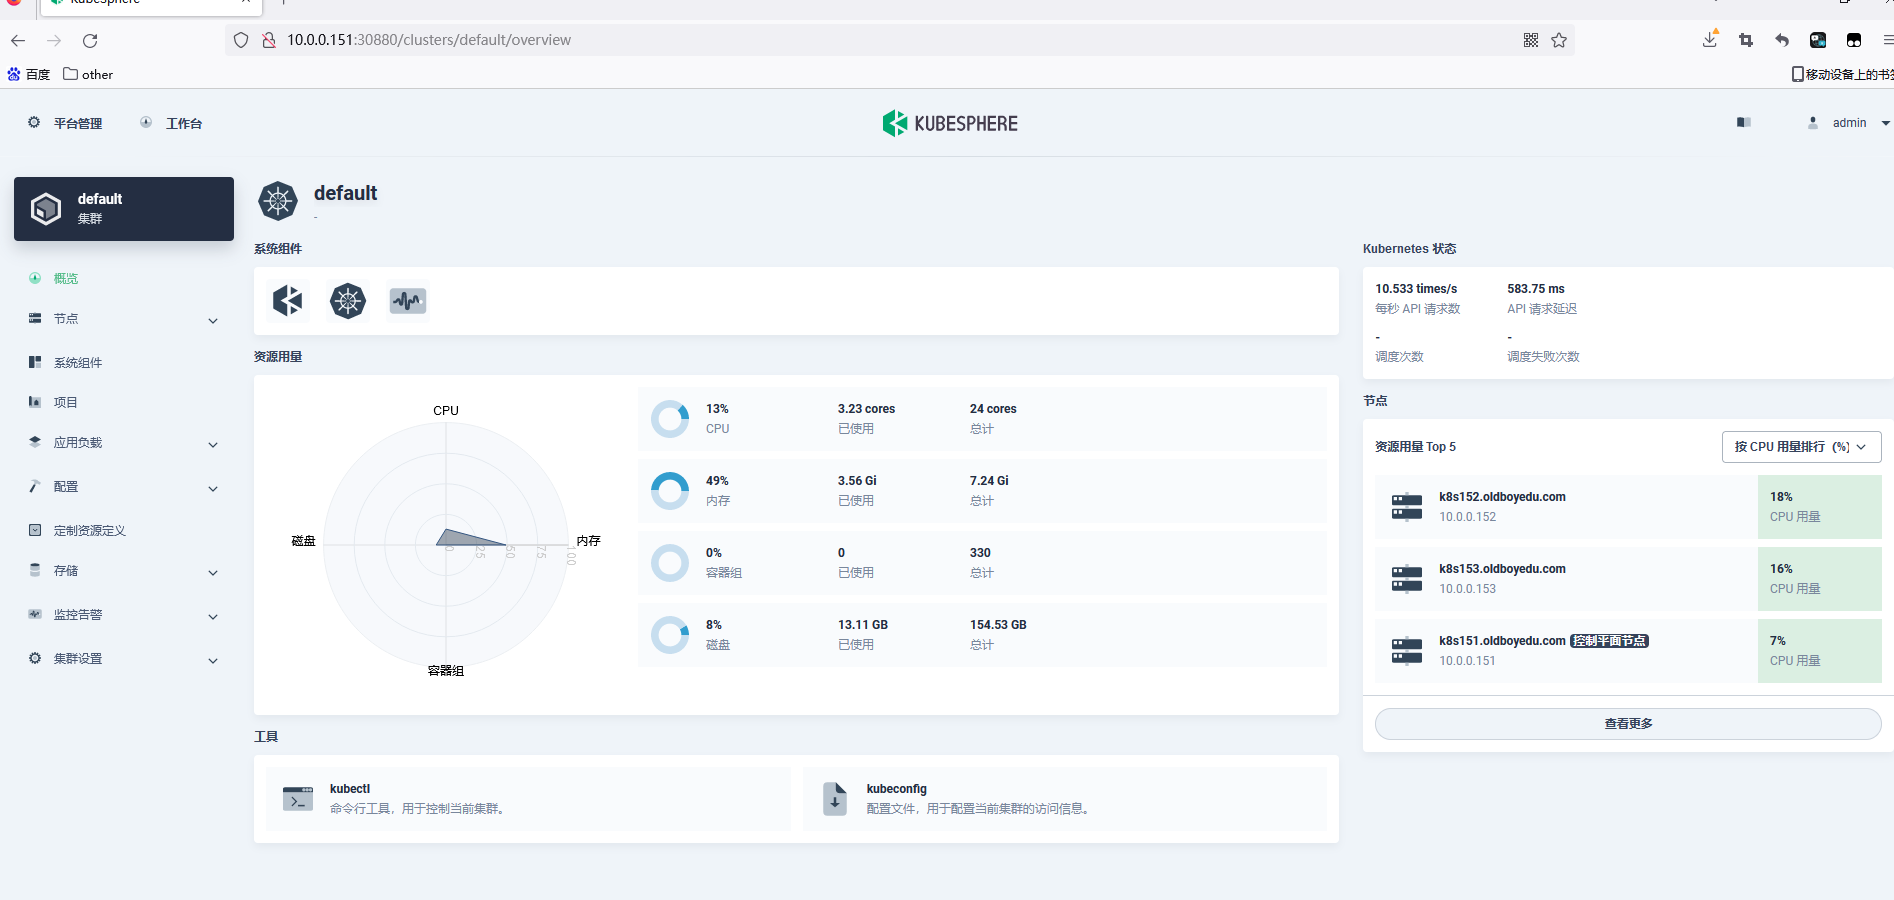 KubeSphere
10.0.0.151:30880/clusters/default/overview
百度
other
移动设备上的书签
平台管理
工作台
KUBESPHERE
admin
default
集群
概览
节点
系统组件
项目
应用负载
配置
定制资源定义
存储
监控告警
集群设置
default
-
系统组件
资源用量
CPU
内存
容器组
磁盘
0 25 50 75 100
13% 3.23 cores 24 cores
CPU 已使用 总计
49% 3.56 Gi 7.24 Gi
内存 已使用 总计
0% 0 330
容器组 已使用 总计
8% 13.11 GB 154.53 GB
磁盘 已使用 总计
工具
kubectl
命令行工具，用于控制当前集群。
kubeconfig
配置文件，用于配置当前集群的访问信息。
Kubernetes 状态
10.533 times/s 583.75 ms
每秒 API 请求数 API 请求延迟
- -
调度次数 调度失败次数
节点
资源用量 Top 5
按 CPU 用量排行（%）
k8s152.oldboyedu.com 18%
10.0.0.152 CPU 用量
k8s153.oldboyedu.com 16%
10.0.0.153 CPU 用量
k8s151.oldboyedu.com 控制平面节点 7%
10.0.0.151 CPU 用量
查看更多